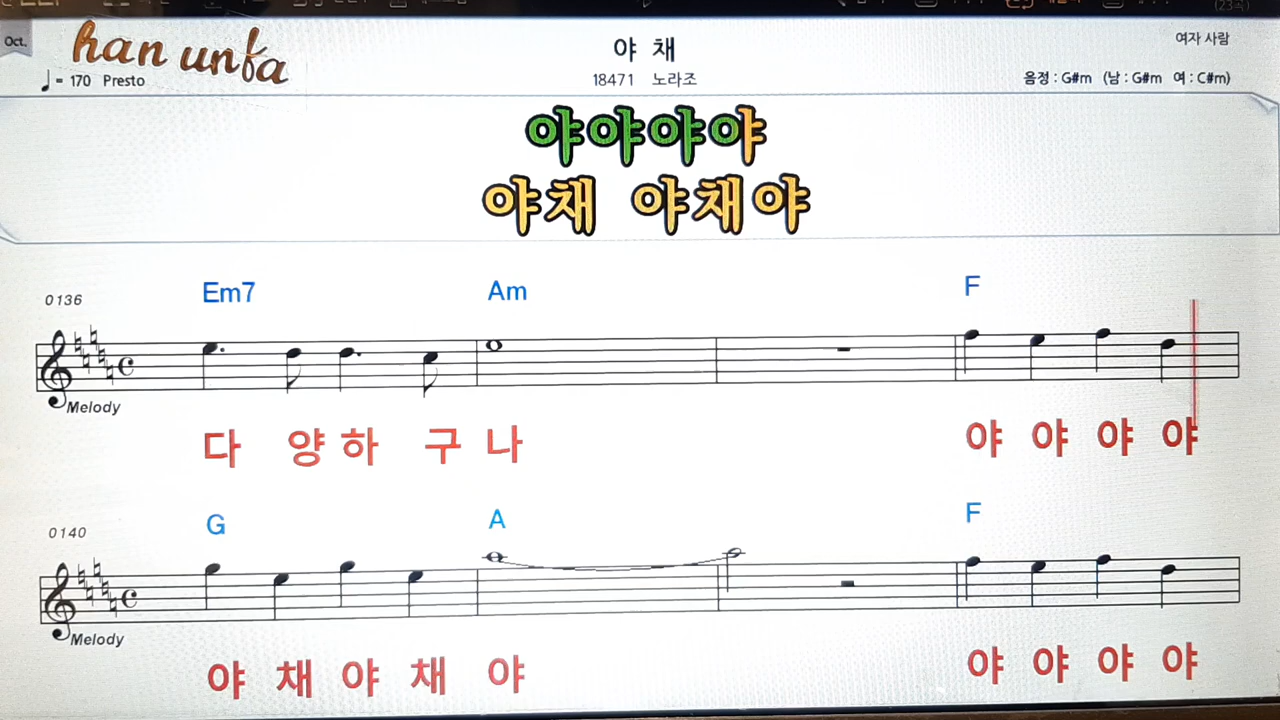 Oct.
han unfa
야 채
여자 사람
♩ = 170 Presto
18471 노라조
음정 : G#m (남 : G#m 여 : C#m)
야야야야
야채 야채야
0136 Em7 Am F
Melody
다 양 하 구 나 야 야 야 야
0140 G A F
Melody
야 채 야 채 야 야 야 야 야